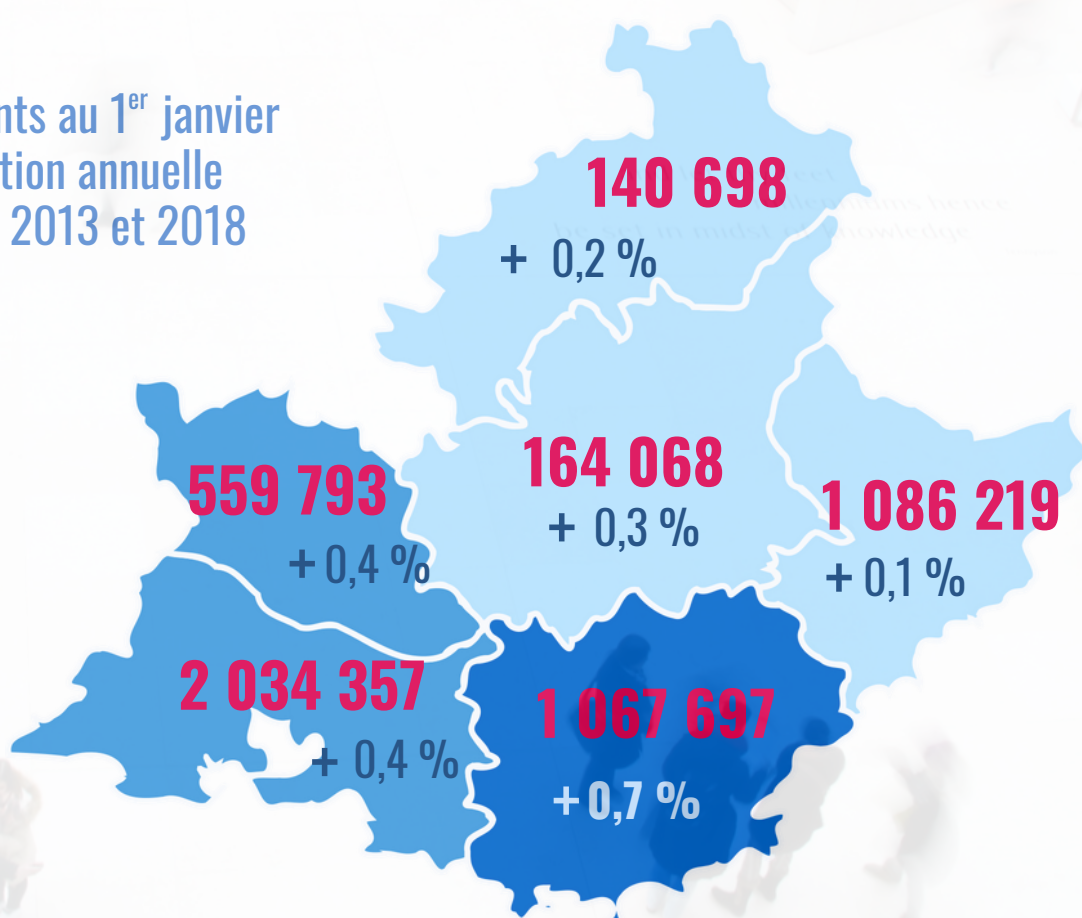 nts au 1er janvier
tion annuelle
2013 et 2018
140 698
+ 0,2 %
164 068
+ 0,3 %
559 793
+ 0,4 %
1 086 219
+ 0,1 %
2 034 357
+ 0,4 %
1 067 697
+ 0,7 %